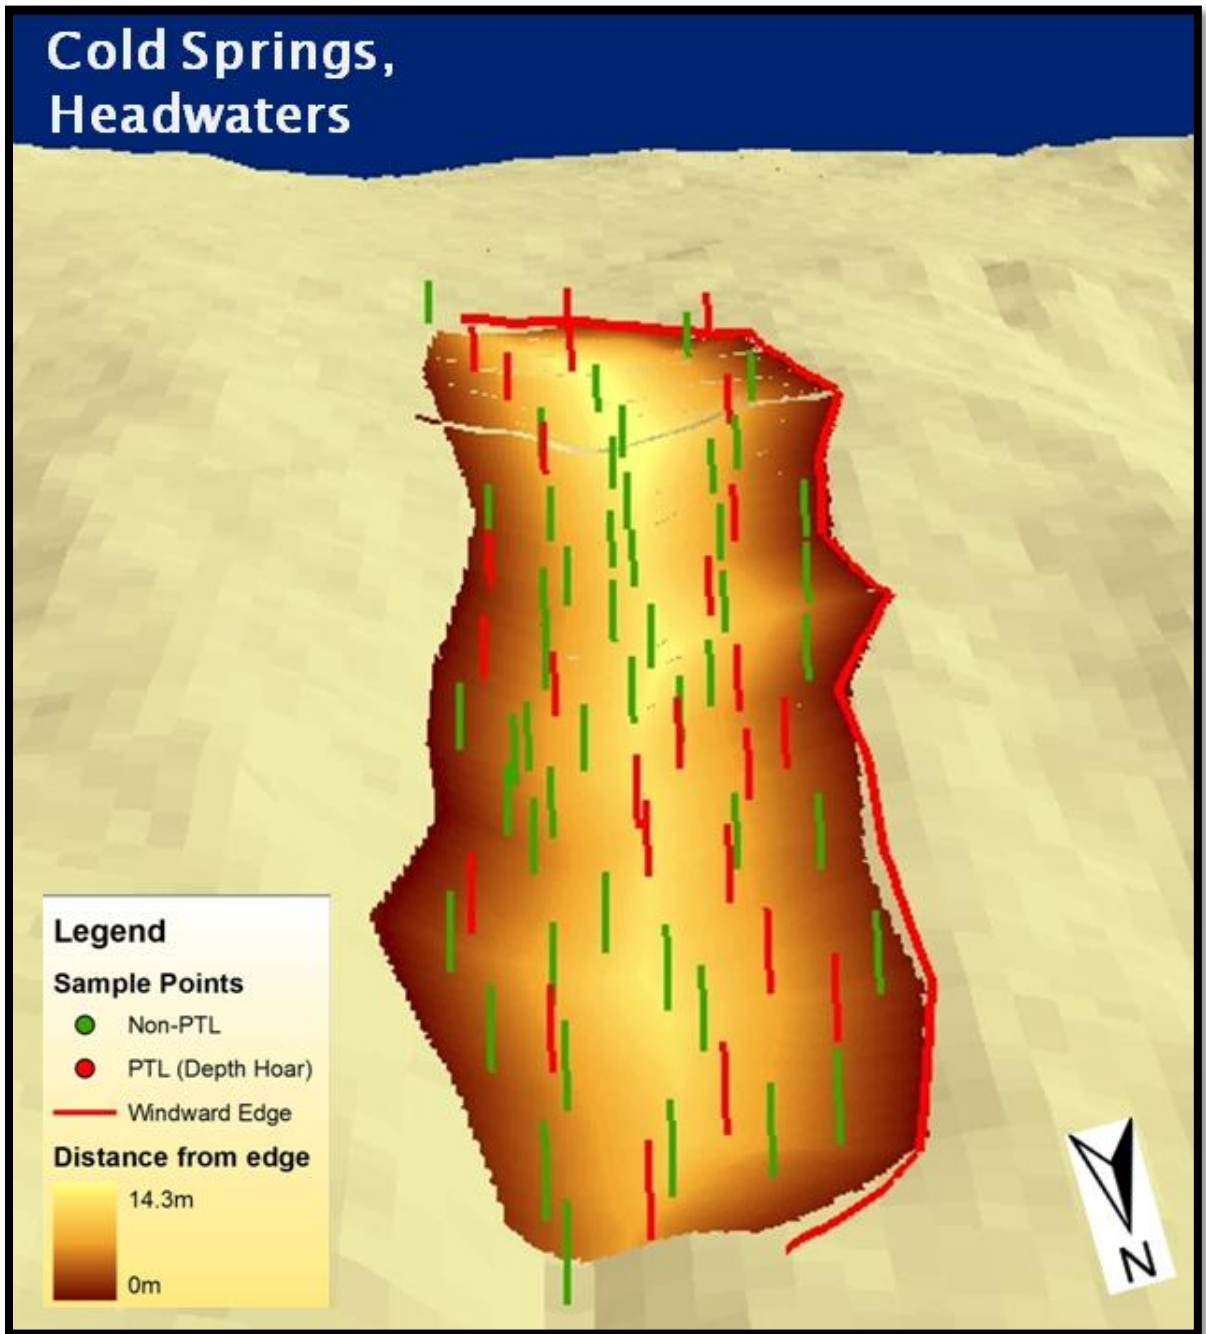 Cold Springs,
Headwaters
Legend
Sample Points
Non-PTL
PTL (Depth Hoar)
Windward Edge
Distance from edge
14.3m
0m
N